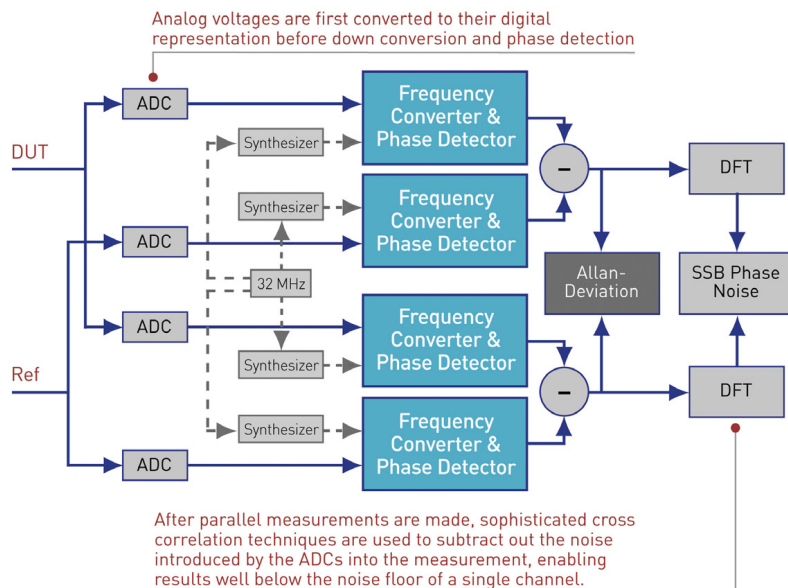 Analog voltages are first converted to their digital
representation before down conversion and phase detection
ADC
Frequency
Converter &
Phase Detector
Synthesizer
DUT
–
DFT
Synthesizer
Frequency
Converter &
Phase Detector
ADC
32 MHz
Allan-
Deviation
SSB Phase
Noise
ADC
Frequency
Converter &
Phase Detector
Synthesizer
Ref
–
DFT
Synthesizer
Frequency
Converter &
Phase Detector
ADC
After parallel measurements are made, sophisticated cross
correlation techniques are used to subtract out the noise
introduced by the ADCs into the measurement, enabling
results well below the noise floor of a single channel.